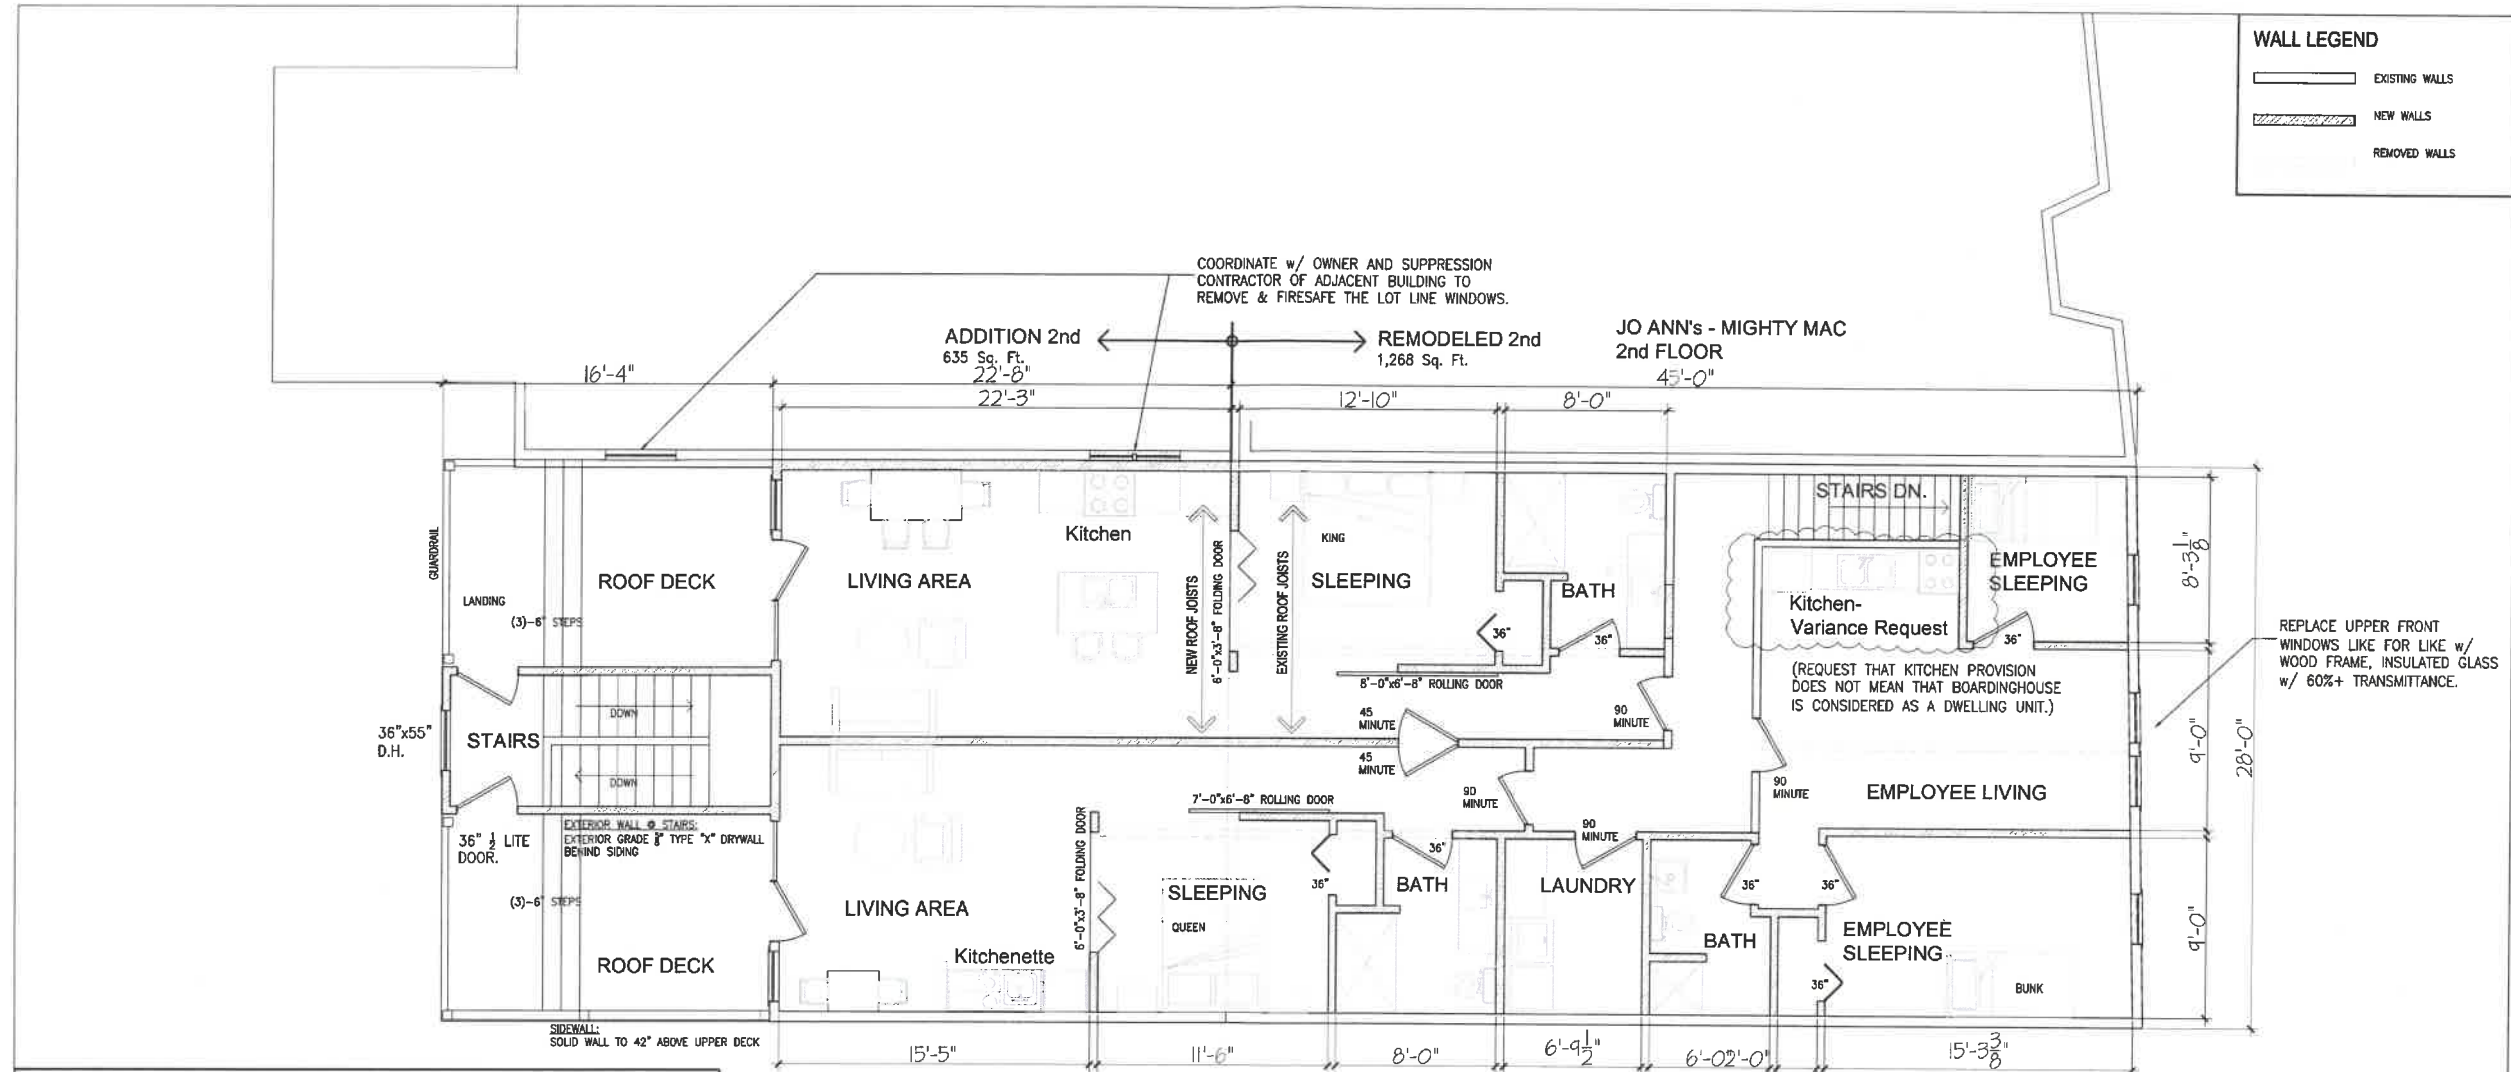 WALL LEGEND
EXISTING WALLS
NEW WALLS
REMOVED WALLS
COORDINATE w/ OWNER AND SUPPRESSION
CONTRACTOR OF ADJACENT BUILDING TO
REMOVE & FIRESAFE THE LOT LINE WINDOWS.
ADDITION 2nd
635 Sq. Ft.
REMODELED 2nd
1,268 Sq. Ft.
JO ANN's - MIGHTY MAC
2nd FLOOR
16'-4"
22'-8"
45'-0"
22'-3"
12'-10"
8'-0"
GUARDRAIL
LANDING
(3)-6" STEPS
ROOF DECK
LIVING AREA
Kitchen
NEW ROOF JOISTS
6'-0"x3'-8" FOLDING DOOR
EXISTING ROOF JOISTS
KING
SLEEPING
36"
BATH
36"
8'-0"x6'-8" ROLLING DOOR
STAIRS DN.
EMPLOYEE
SLEEPING
36"
Kitchen-
Variance Request
(REQUEST THAT KITCHEN PROVISION
DOES NOT MEAN THAT BOARDINGHOUSE
IS CONSIDERED AS A DWELLING UNIT.)
8'-3 1/8"
9'-0"
28'-0"
9'-0"
REPLACE UPPER FRONT
WINDOWS LIKE FOR LIKE w/
WOOD FRAME, INSULATED GLASS
w/ 60%+ TRANSMITTANCE.
36"x55"
D.H.
STAIRS
DOWN
DOWN
45
MINUTE
45
MINUTE
90
MINUTE
90
MINUTE
90
MINUTE
90
MINUTE
EMPLOYEE LIVING
7'-0"x6'-8" ROLLING DOOR
36" 1/2 LITE
DOOR.
EXTERIOR WALL @ STAIRS:
EXTERIOR GRADE 5/8" TYPE "X" DRYWALL
BEHIND SIDING
(3)-6" STEPS
ROOF DECK
LIVING AREA
Kitchenette
6'-0"x3'-8" FOLDING DOOR
SLEEPING
QUEEN
36"
36"
BATH
LAUNDRY
36"
36"
BATH
EMPLOYEE
SLEEPING
36"
BUNK
SIDEWALL:
SOLID WALL TO 42" ABOVE UPPER DECK
15'-5"
11'-6"
8'-0"
6'-9 1/2"
6'-0"
2'-0"
15'-3 3/8"